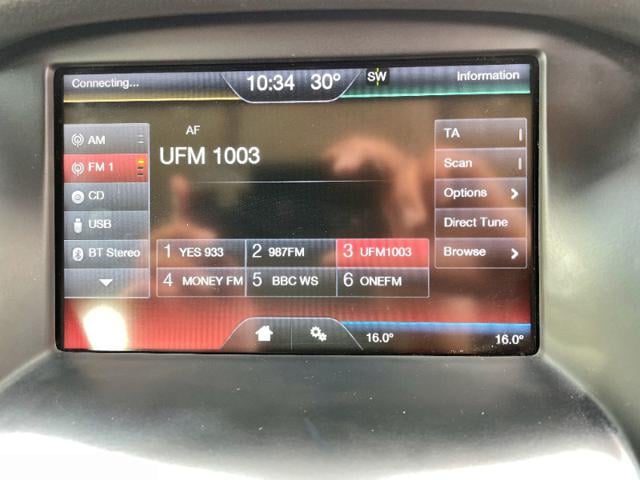 Connecting...
10:34 30° SW
Information
AF
UFM 1003
AM
FM 1
CD
USB
BT Stereo
1 YES 933
2 987FM
3 UFM1003
4 MONEY FM
5 BBC WS
6 ONEFM
TA
Scan
Options
Direct Tune
Browse
16.0°
16.0°